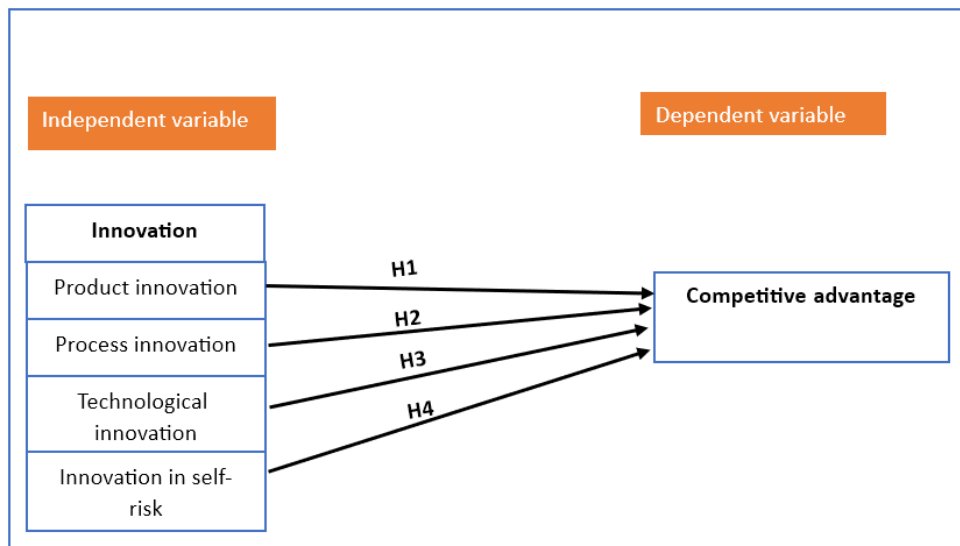 Independent variable
Dependent variable
Innovation
Product innovation
Process innovation
Technological
innovation
Innovation in self-
risk
H1
H2
H3
H4
Competitive advantage